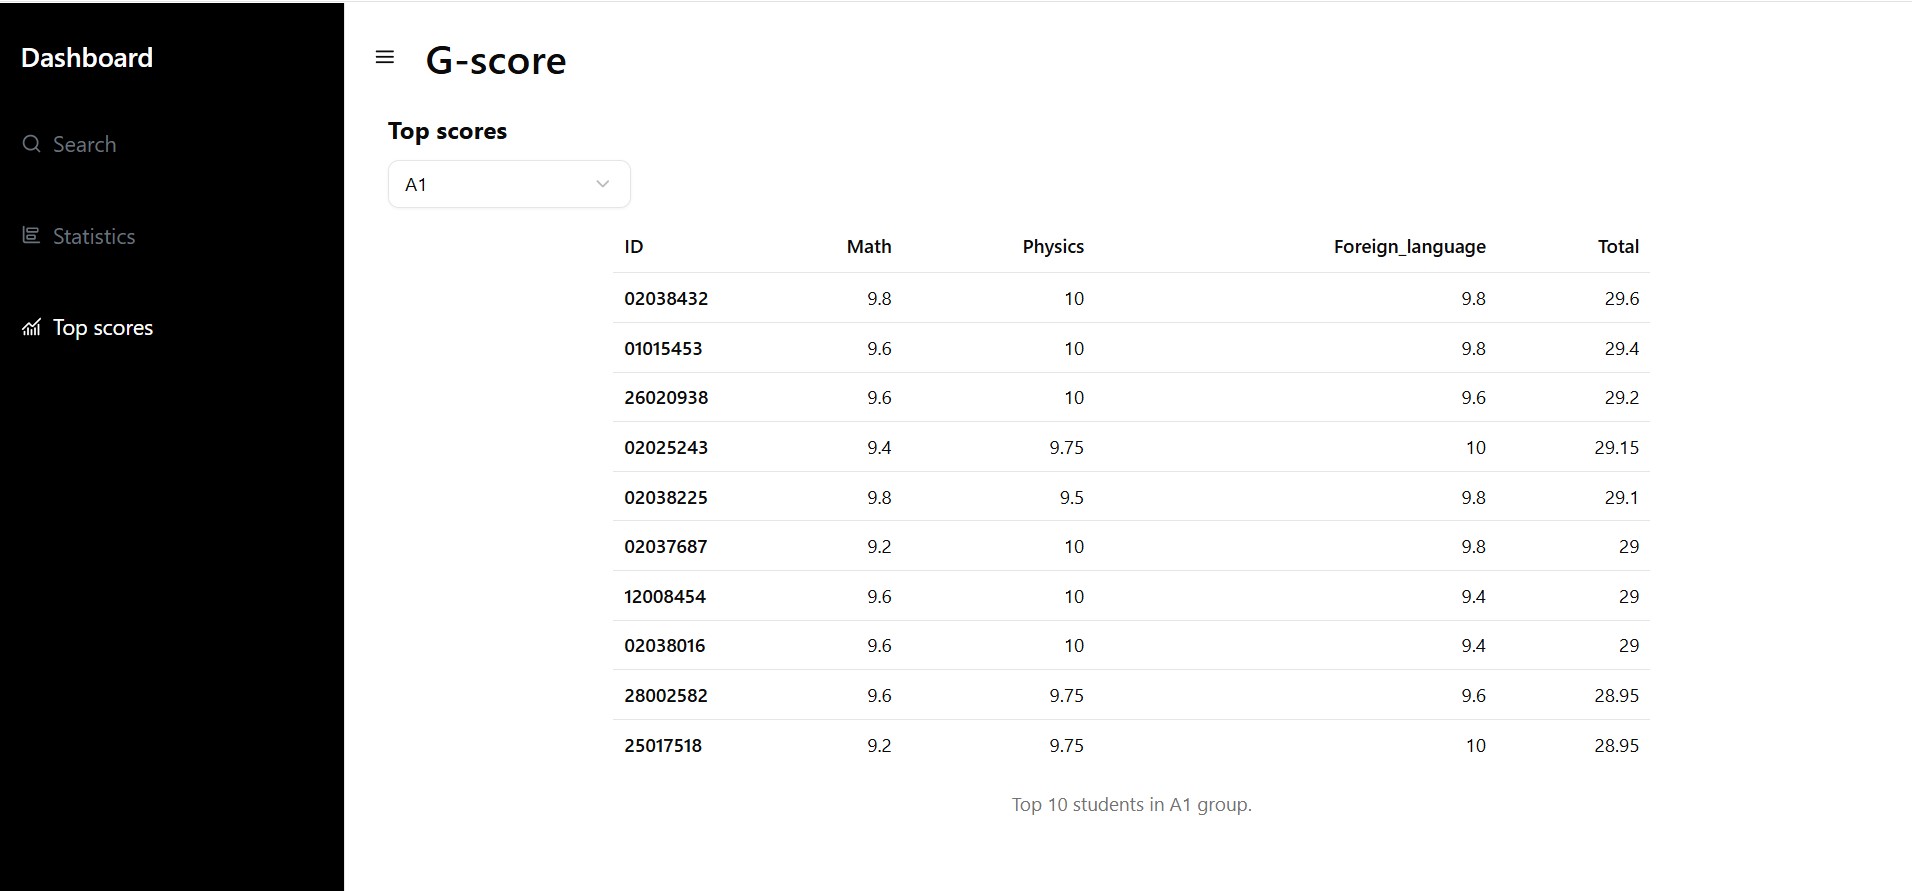 Dashboard
Search
Statistics
Top scores
G-score
Top scores
A1
ID Math Physics Foreign_language Total
02038432 9.8 10 9.8 29.6
01015453 9.6 10 9.8 29.4
26020938 9.6 10 9.6 29.2
02025243 9.4 9.75 10 29.15
02038225 9.8 9.5 9.8 29.1
02037687 9.2 10 9.8 29
12008454 9.6 10 9.4 29
02038016 9.6 10 9.4 29
28002582 9.6 9.75 9.6 28.95
25017518 9.2 9.75 10 28.95
Top 10 students in A1 group.